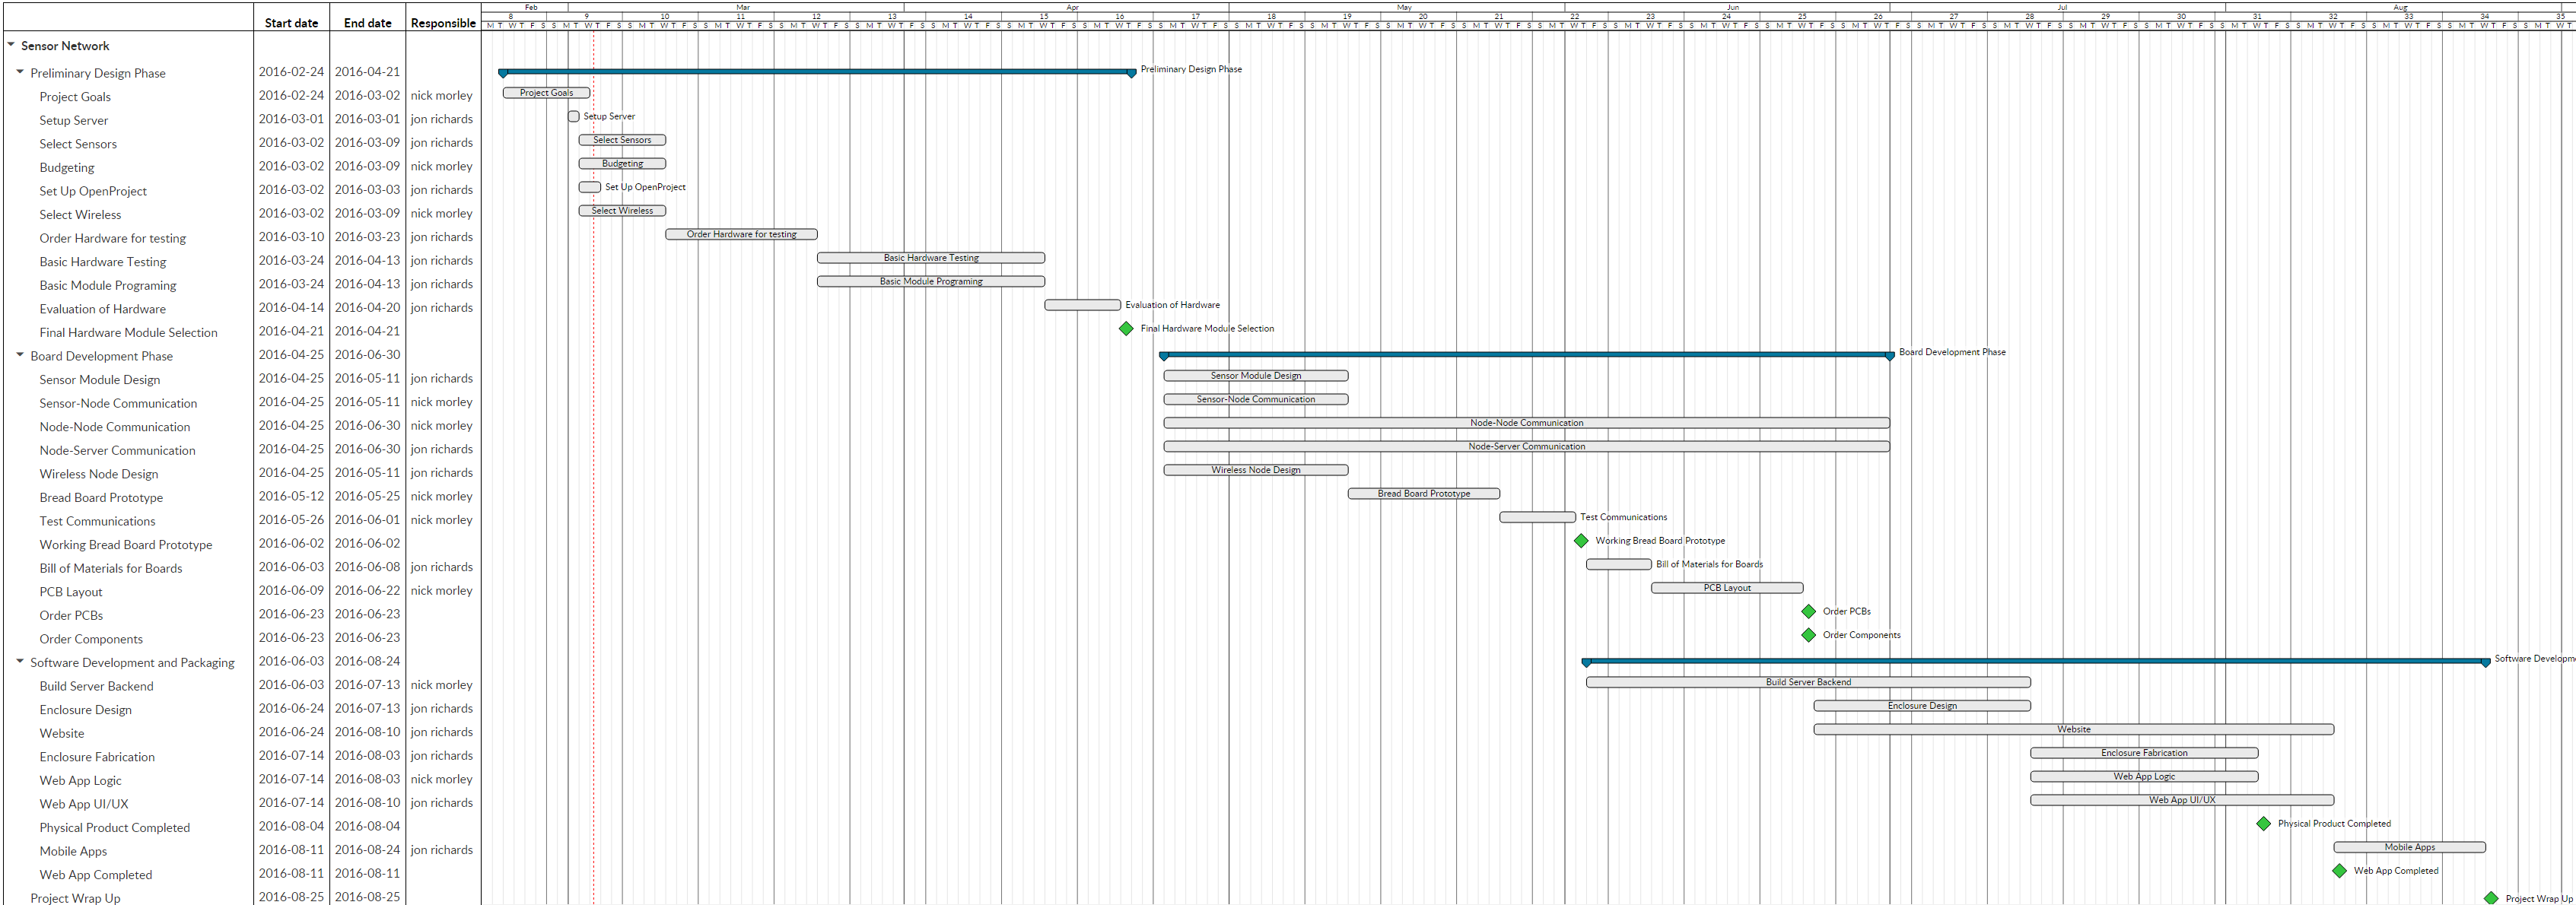 Start date End date Responsible
Feb Mar Apr May Jun Jul Aug
8 9 10 11 12 13 14 15 16 17 18 19 20 21 22 23 24 25 26 27 28 29 30 31 32 33 34 35
Sensor Network
Preliminary Design Phase 2016-02-24 2016-04-21 Preliminary Design Phase
Project Goals 2016-02-24 2016-03-02 nick morley Project Goals
Setup Server 2016-03-01 2016-03-01 jon richards Setup Server
Select Sensors 2016-03-02 2016-03-09 jon richards Select Sensors
Budgeting 2016-03-02 2016-03-09 nick morley Budgeting
Set Up OpenProject 2016-03-02 2016-03-03 jon richards Set Up OpenProject
Select Wireless 2016-03-02 2016-03-09 nick morley Select Wireless
Order Hardware for testing 2016-03-10 2016-03-23 jon richards Order Hardware for testing
Basic Hardware Testing 2016-03-24 2016-04-13 jon richards Basic Hardware Testing
Basic Module Programing 2016-03-24 2016-04-13 jon richards Basic Module Programing
Evaluation of Hardware 2016-04-14 2016-04-20 jon richards Evaluation of Hardware
Final Hardware Module Selection 2016-04-21 2016-04-21 Final Hardware Module Selection
Board Development Phase 2016-04-25 2016-06-30 Board Development Phase
Sensor Module Design 2016-04-25 2016-05-11 jon richards Sensor Module Design
Sensor-Node Communication 2016-04-25 2016-05-11 nick morley Sensor-Node Communication
Node-Node Communication 2016-04-25 2016-06-30 nick morley Node-Node Communication
Node-Server Communication 2016-04-25 2016-06-30 jon richards Node-Server Communication
Wireless Node Design 2016-04-25 2016-05-11 jon richards Wireless Node Design
Bread Board Prototype 2016-05-12 2016-05-25 nick morley Bread Board Prototype
Test Communications 2016-05-26 2016-06-01 nick morley Test Communications
Working Bread Board Prototype 2016-06-02 2016-06-02 Working Bread Board Prototype
Bill of Materials for Boards 2016-06-03 2016-06-08 jon richards Bill of Materials for Boards
PCB Layout 2016-06-09 2016-06-22 nick morley PCB Layout
Order PCBs 2016-06-23 2016-06-23 Order PCBs
Order Components 2016-06-23 2016-06-23 Order Components
Software Development and Packaging 2016-06-03 2016-08-24 Software Developm
Build Server Backend 2016-06-03 2016-07-13 nick morley Build Server Backend
Enclosure Design 2016-06-24 2016-07-13 jon richards Enclosure Design
Website 2016-06-24 2016-08-10 jon richards Website
Enclosure Fabrication 2016-07-14 2016-08-03 jon richards Enclosure Fabrication
Web App Logic 2016-07-14 2016-08-03 nick morley Web App Logic
Web App UI/UX 2016-07-14 2016-08-10 jon richards Web App UI/UX
Physical Product Completed 2016-08-04 2016-08-04 Physical Product Completed
Mobile Apps 2016-08-11 2016-08-24 jon richards Mobile Apps
Web App Completed 2016-08-11 2016-08-11 Web App Completed
Project Wrap Up 2016-08-25 2016-08-25 Project Wrap Up